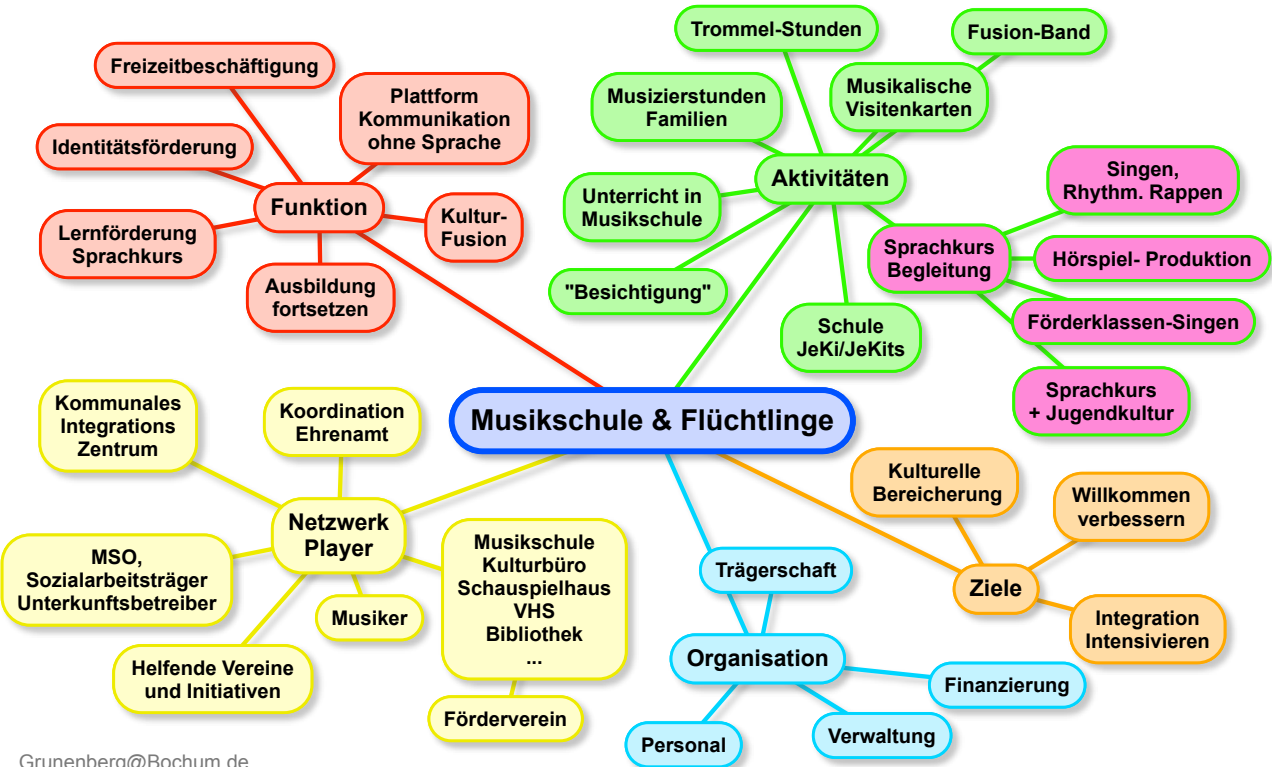 Trommel-Stunden
Fusion-Band
Freizeitbeschäftigung
Plattform
Kommunikation
ohne Sprache
Musizierstunden
Familien
Musikalische
Visitenkarten
Identitätsförderung
Aktivitäten
Singen,
Rhythm. Rappen
Funktion
Unterricht in
Musikschule
Kultur-
Fusion
Lernförderung
Sprachkurs
Sprachkurs
Begleitung
Hörspiel- Produktion
Ausbildung
fortsetzen
"Besichtigung"
Schule
JeKi/JeKits
Förderklassen-Singen
Sprachkurs
+ Jugendkultur
Musikschule & Flüchtlinge
Kommunales
Integrations
Zentrum
Koordination
Ehrenamt
Kulturelle
Bereicherung
Willkommen
verbessern
Netzwerk
Player
Musikschule
Kulturbüro
Schauspielhaus
VHS
Bibliothek
...
MSO,
Sozialarbeitsträger
Unterkunftsbetreiber
Trägerschaft
Ziele
Musiker
Integration
Intensivieren
Organisation
Helfende Vereine
und Initiativen
Finanzierung
Förderverein
Personal
Verwaltung
Grunenberg@Bochum.de